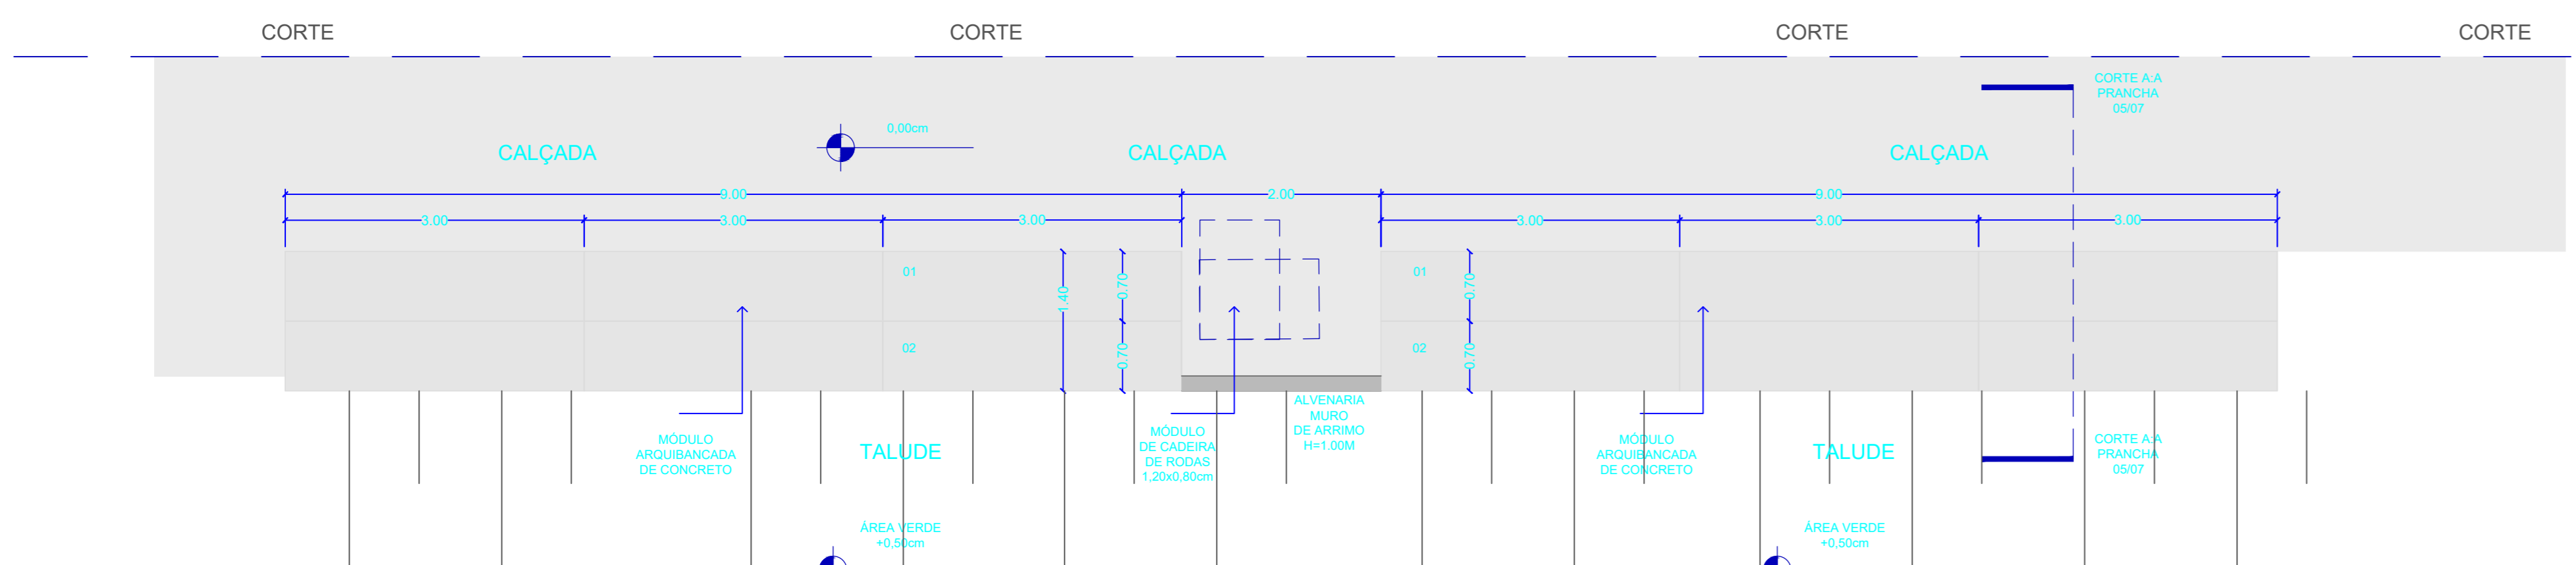 CORTE
CORTE
CORTE
CORTE
CORTE A:A
PRANCHA
05/07
0,00cm
CALÇADA
CALÇADA
CALÇADA
9.00
2.00
9.00
3.00
3.00
3.00
3.00
3.00
3.00
01
01
1.40
0.70
0.70
02
02
0.70
0.70
ALVENARIA
MURO
DE ARRIMO
H=1.00M
MÓDULO
ARQUIBANCADA
DE CONCRETO
TALUDE
MÓDULO
DE CADEIRA
DE RODAS
1,20x0,80cm
MÓDULO
ARQUIBANCADA
DE CONCRETO
TALUDE
CORTE A:A
PRANCHA
05/07
ÁREA VERDE
+0,50cm
ÁREA VERDE
+0,50cm